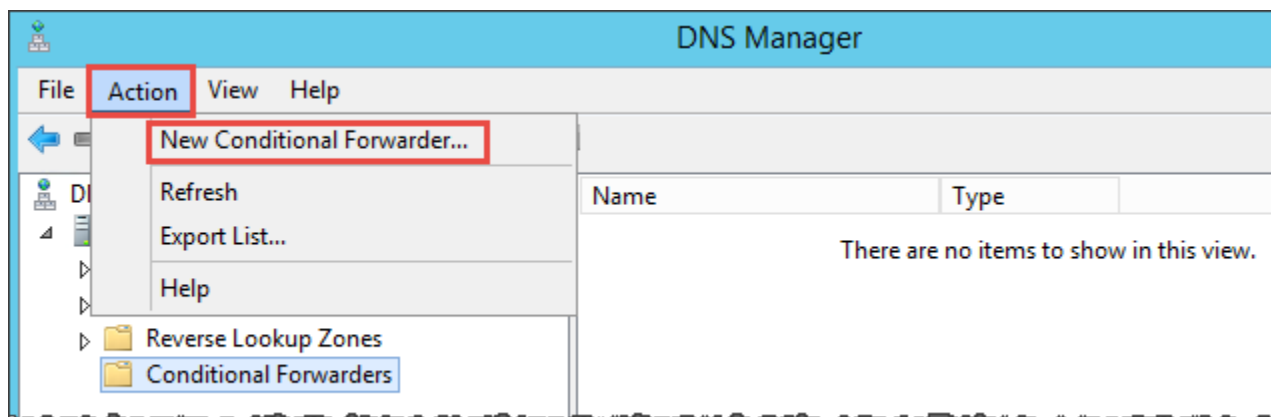 DNS Manager
File Action View Help
New Conditional Forwarder...
Refresh
Export List...
Help
Name Type
There are no items to show in this view.
Reverse Lookup Zones
Conditional Forwarders